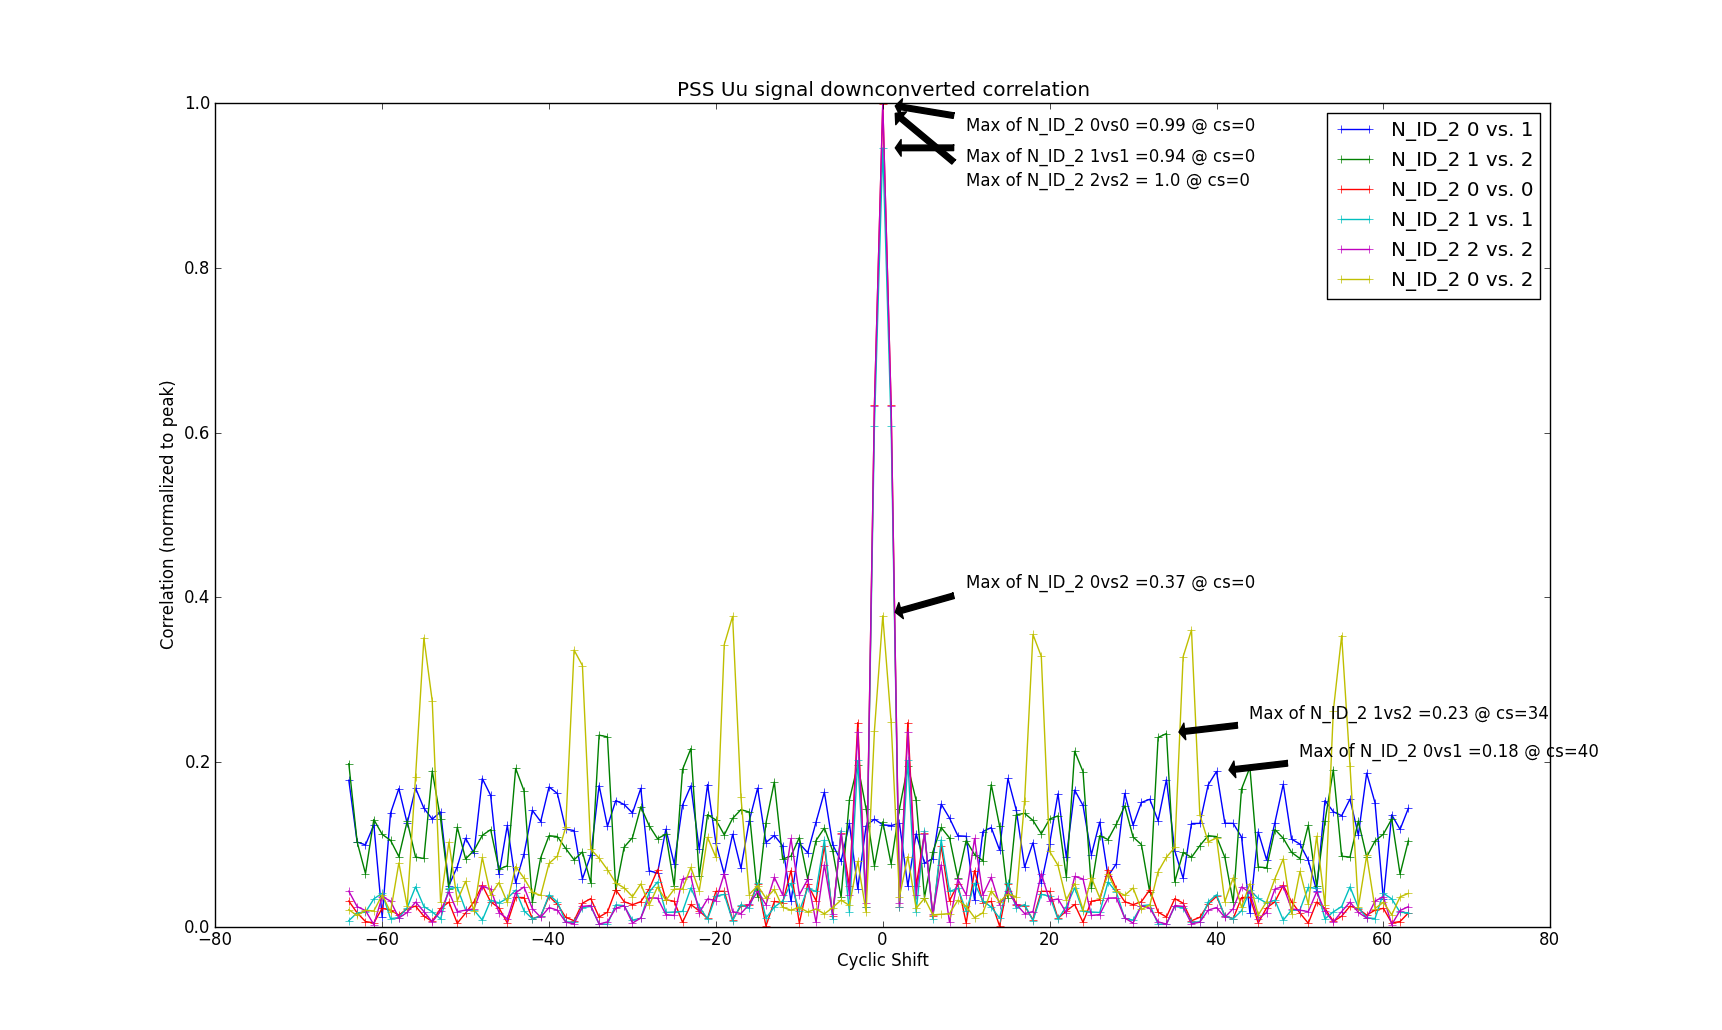 PSS Uu signal downconverted correlation
1.0
0.8
0.6
0.4
0.2
0.0
Correlation (normalized to peak)
Max of N_ID_2 0vs0 =0.99 @ cs=0
Max of N_ID_2 1vs1 =0.94 @ cs=0
Max of N_ID_2 2vs2 = 1.0 @ cs=0
N_ID_2 0 vs. 1
N_ID_2 1 vs. 2
N_ID_2 0 vs. 0
N_ID_2 1 vs. 1
N_ID_2 2 vs. 2
N_ID_2 0 vs. 2
Max of N_ID_2 0vs2 =0.37 @ cs=0
Max of N_ID_2 1vs2 =0.23 @ cs=34
Max of N_ID_2 0vs1 =0.18 @ cs=40
−80 −60 −40 −20 0 20 40 60 80
Cyclic Shift